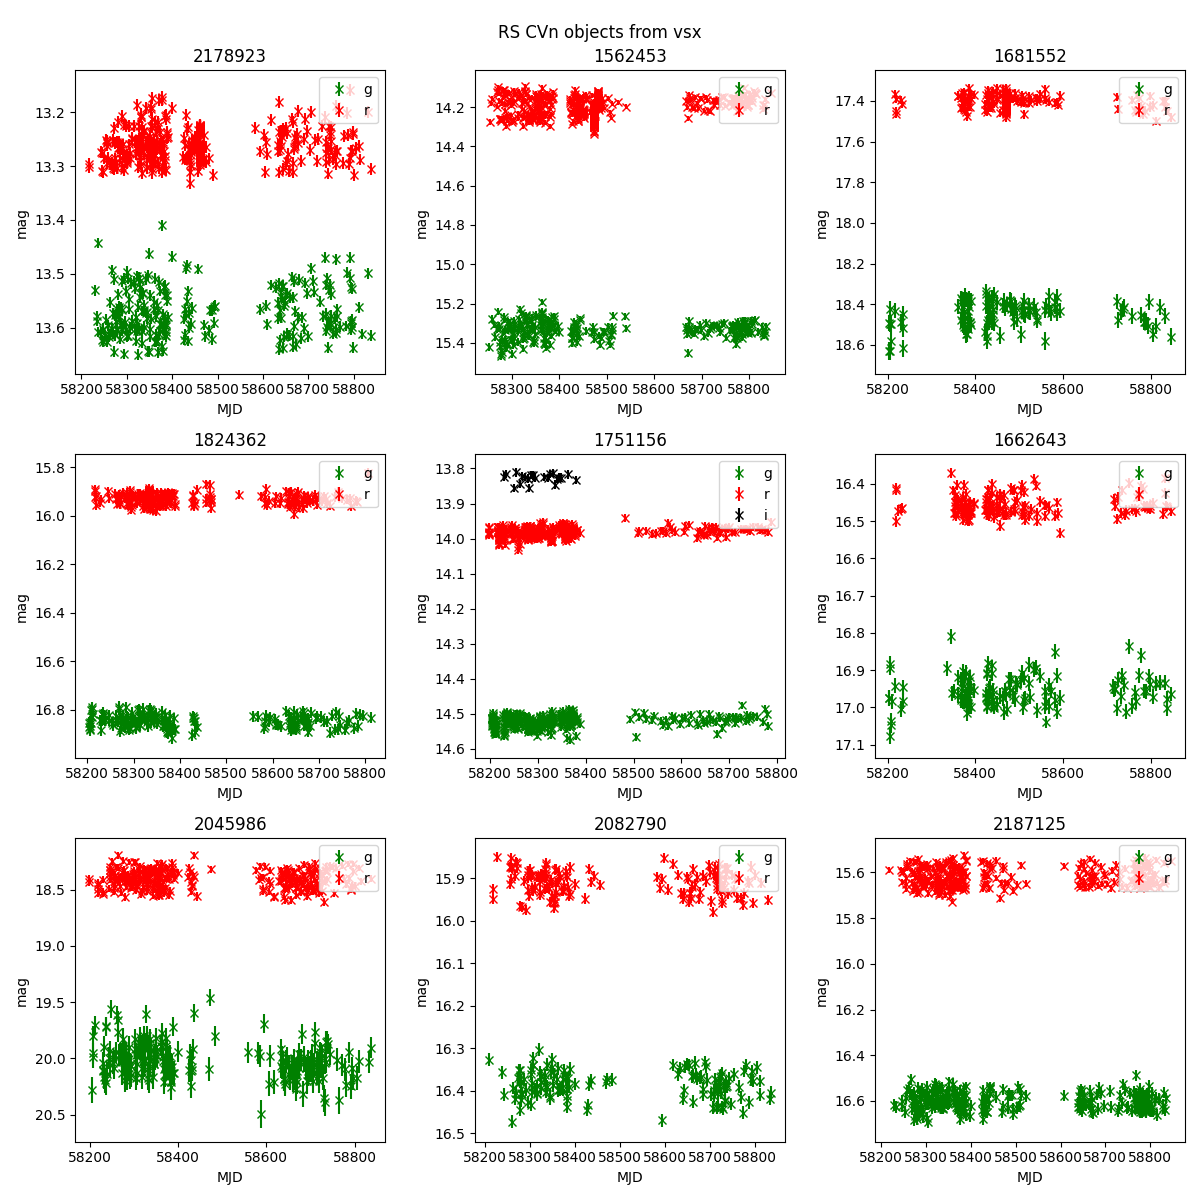 RS CVn objects from vsx
2178923
1562453
1681552
g
r
g
r
g
r
13.2
13.3
13.4
13.5
13.6
14.2
14.4
14.6
14.8
15.0
15.2
15.4
17.4
17.6
17.8
18.0
18.2
18.4
18.6
mag
mag
mag
58200 58300 58400 58500 58600 58700 58800
58300 58400 58500 58600 58700 58800
58200 58400 58600 58800
MJD
MJD
MJD
1824362
1751156
1662643
g
r
g
r
i
g
r
15.8
16.0
16.2
16.4
16.6
16.8
13.8
13.9
14.0
14.1
14.2
14.3
14.4
14.5
14.6
16.4
16.5
16.6
16.7
16.8
16.9
17.0
17.1
mag
mag
mag
58200 58300 58400 58500 58600 58700 58800
58200 58300 58400 58500 58600 58700 58800
58200 58400 58600 58800
MJD
MJD
MJD
2045986
2082790
2187125
g
r
g
r
g
r
18.5
19.0
19.5
20.0
20.5
15.9
16.0
16.1
16.2
16.3
16.4
16.5
15.6
15.8
16.0
16.2
16.4
16.6
mag
mag
mag
58200 58400 58600 58800
58200 58300 58400 58500 58600 58700 58800
58200 58300 58400 58500 58600 58700 58800
MJD
MJD
MJD